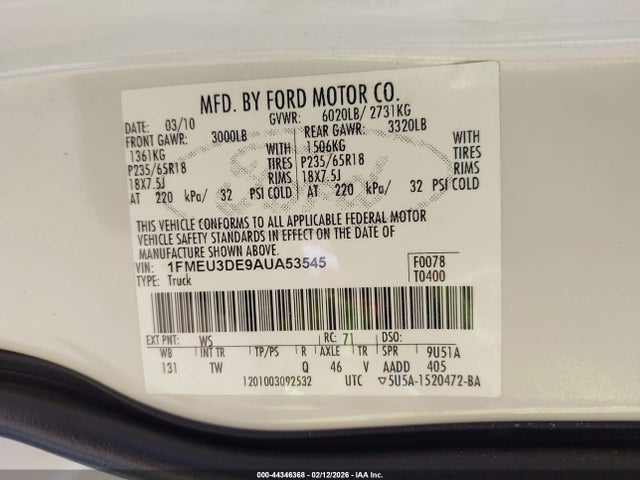 MFD. BY FORD MOTOR CO.
DATE: 03/10 GVWR: 6020LB/ 2731KG
FRONT GAWR: 3000LB REAR GAWR: 3320LB
1361KG WITH 1506KG WITH
P235/65R18 TIRES P235/65R18 TIRES
18X7.5J RIMS 18X7.5J RIMS
AT 220 kPa/ 32 PSI COLD AT 220 kPa/ 32 PSI COLD
THIS VEHICLE CONFORMS TO ALL APPLICABLE FEDERAL MOTOR
VEHICLE SAFETY STANDARDS IN EFFECT ON THE DATE OF
MANUFACTURE SHOWN ABOVE.
VIN: 1FMEU3DE9AUA53545 F0078
TYPE: Truck T0400
EXT PNT: WS RC: 71 DSO:
WB INT TR TP/PS R AXLE TR SPR 9U51A
131 TW Q 46 V AADD 405
1201003092532 UTC ▽5U5A-1520472-BA
Ford
000-44346368 - 02/12/2026 - IAA Inc.